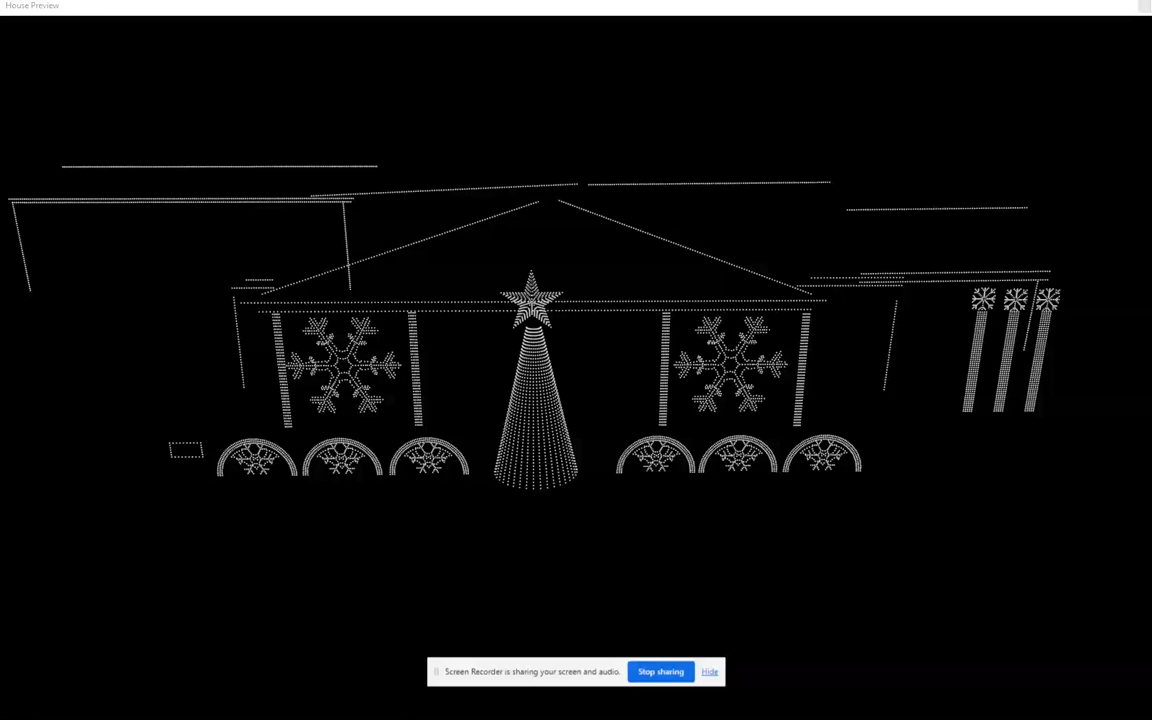 House Preview
Screen Recorder is sharing your screen and audio.
Stop sharing
Hide